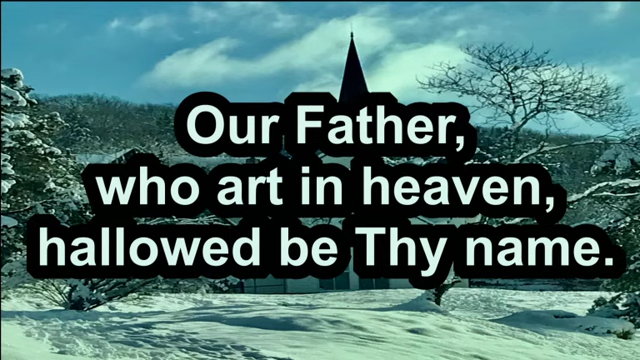 Our Father,
who art in heaven,
hallowed be Thy name.